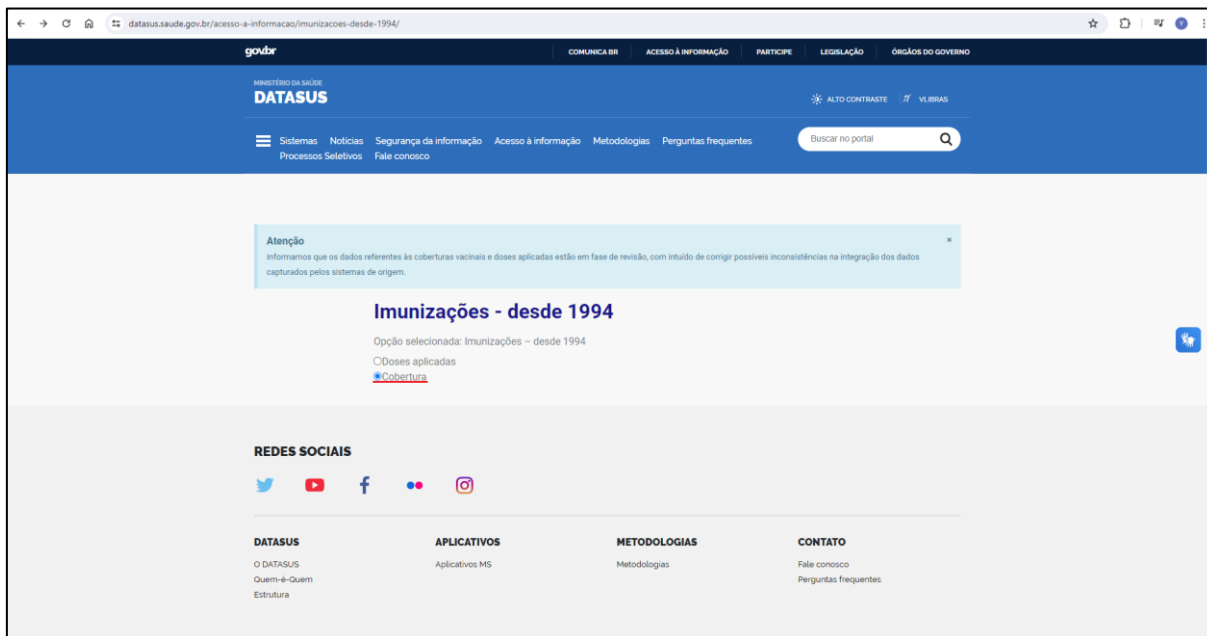 datasus.saude.gov.br/acesso-a-informacao/imunizacoes-desde-1994/
gov.br
COMUNICA BR
ACESSO À INFORMAÇÃO
PARTICIPE
LEGISLAÇÃO
ÓRGÃOS DO GOVERNO
MINISTÉRIO DA SAÚDE
DATASUS
ALTO CONTRASTE
VLIBRAS
Sistemas Notícias Segurança da informação Acesso à informação Metodologias Perguntas frequentes
Processos Seletivos Fale conosco
Buscar no portal
Atenção
Informamos que os dados referentes às coberturas vacinais e doses aplicadas estão em fase de revisão, com intuído de corrigir possíveis inconsistências na integração dos dados
capturados pelos sistemas de origem.
Imunizações - desde 1994
Opção selecionada: Imunizações – desde 1994
Doses aplicadas
Cobertura
REDES SOCIAIS
DATASUS
O DATASUS
Quem-é-Quem
Estrutura
APLICATIVOS
Aplicativos MS
METODOLOGIAS
Metodologias
CONTATO
Fale conosco
Perguntas frequentes